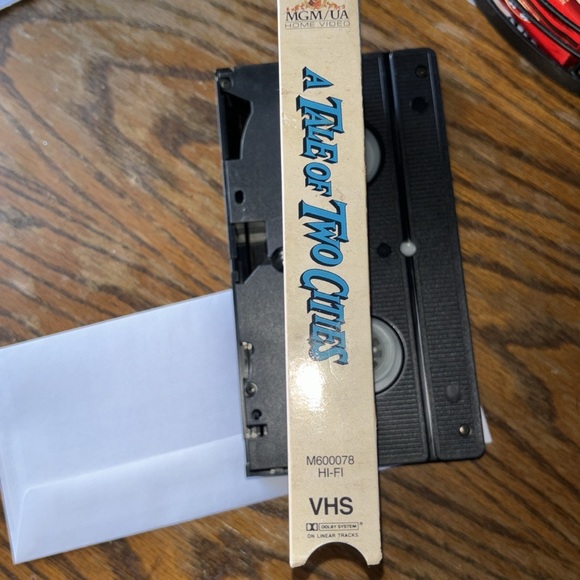 MGM/UA
HOME VIDEO
A TALE OF TWO CITIES
M600078
HI-FI
VHS
DOLBY SYSTEM
ON LINEAR TRACKS